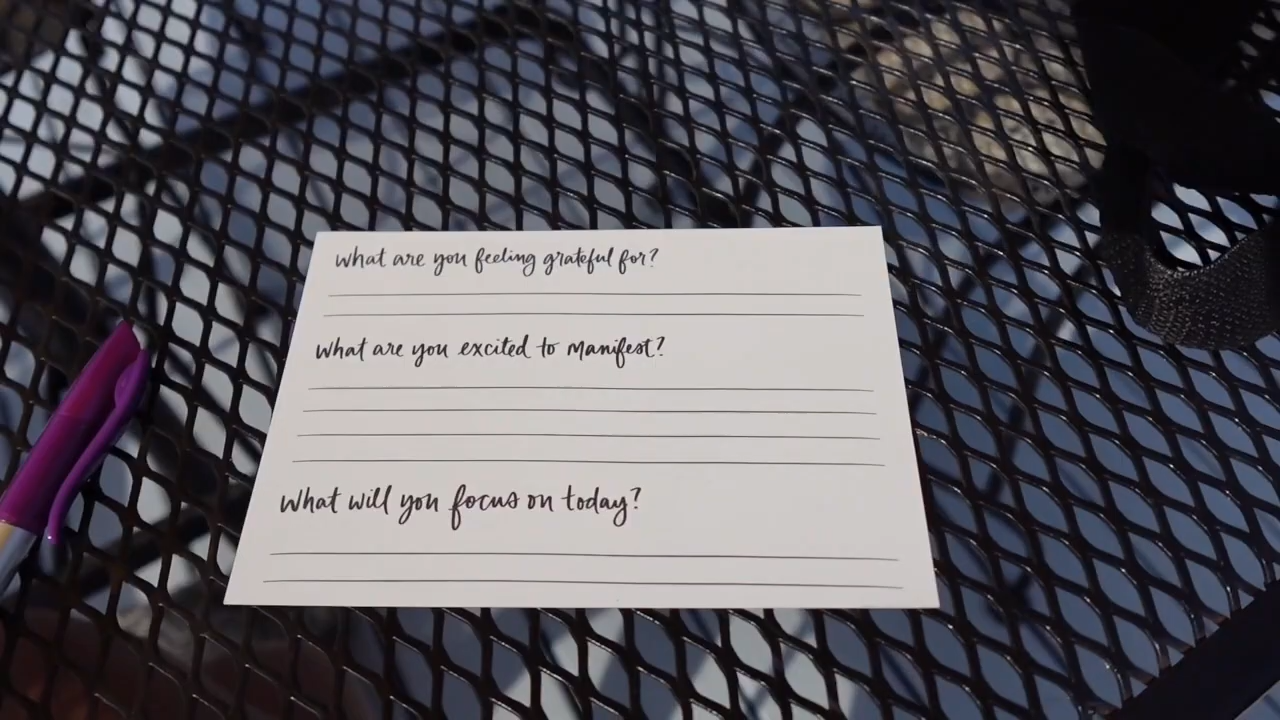 What are you feeling grateful for?
What are you excited to manifest?
What will you focus on today?